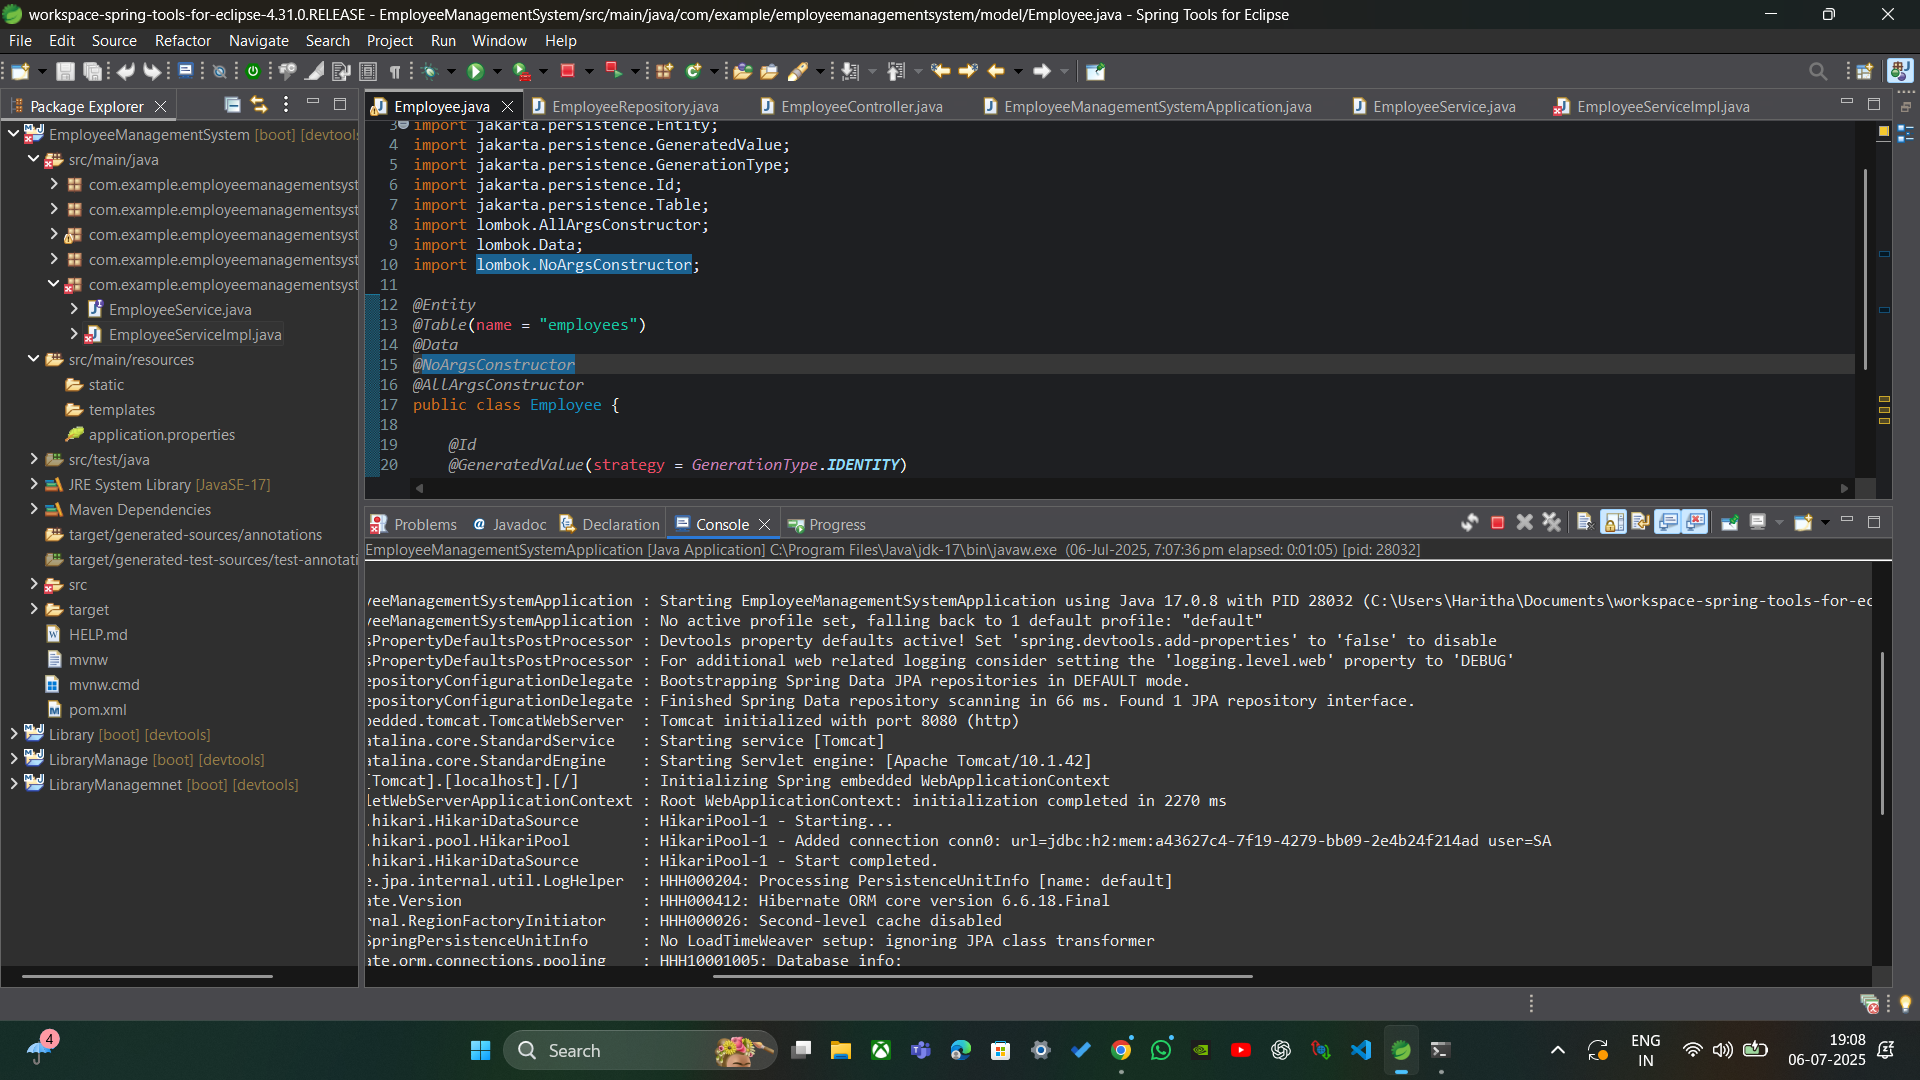 workspace-spring-tools-for-eclipse-4.31.0.RELEASE - EmployeeManagementSystem/src/main/java/com/example/employeemanagementsystem/model/Employee.java - Spring Tools for Eclipse
File Edit Source Refactor Navigate Search Project Run Window Help
Package Explorer
EmployeeManagementSystem [boot] [devtools
src/main/java
com.example.employeemanagementsyst
com.example.employeemanagementsyst
com.example.employeemanagementsyst
com.example.employeemanagementsyst
com.example.employeemanagementsyst
EmployeeService.java
EmployeeServiceImpl.java
src/main/resources
static
templates
application.properties
src/test/java
JRE System Library [JavaSE-17]
Maven Dependencies
target/generated-sources/annotations
target/generated-test-sources/test-annotati
src
target
HELP.md
mvnw
mvnw.cmd
pom.xml
Library [boot] [devtools]
LibraryManage [boot] [devtools]
LibraryManagemnet [boot] [devtools]
Employee.java EmployeeRepository.java EmployeeController.java EmployeeManagementSystemApplication.java EmployeeService.java EmployeeServiceImpl.java
3 import jakarta.persistence.Entity;
4 import jakarta.persistence.GeneratedValue;
5 import jakarta.persistence.GenerationType;
6 import jakarta.persistence.Id;
7 import jakarta.persistence.Table;
8 import lombok.AllArgsConstructor;
9 import lombok.Data;
10 import lombok.NoArgsConstructor;
11
12 @Entity
13 @Table(name = "employees")
14 @Data
15 @NoArgsConstructor
16 @AllArgsConstructor
17 public class Employee {
18
19 @Id
20 @GeneratedValue(strategy = GenerationType.IDENTITY)
Problems Javadoc Declaration Console Progress
EmployeeManagementSystemApplication [Java Application] C:\Program Files\Java\jdk-17\bin\javaw.exe (06-Jul-2025, 7:07:36 pm elapsed: 0:01:05) [pid: 28032]
yeeManagementSystemApplication : Starting EmployeeManagementSystemApplication using Java 17.0.8 with PID 28032 (C:\Users\Haritha\Documents\workspace-spring-tools-for-ec
yeeManagementSystemApplication : No active profile set, falling back to 1 default profile: "default"
sPropertyDefaultsPostProcessor : Devtools property defaults active! Set 'spring.devtools.add-properties' to 'false' to disable
sPropertyDefaultsPostProcessor : For additional web related logging consider setting the 'logging.level.web' property to 'DEBUG'
epositoryConfigurationDelegate : Bootstrapping Spring Data JPA repositories in DEFAULT mode.
epositoryConfigurationDelegate : Finished Spring Data repository scanning in 66 ms. Found 1 JPA repository interface.
bedded.tomcat.TomcatWebServer : Tomcat initialized with port 8080 (http)
atalina.core.StandardService : Starting service [Tomcat]
atalina.core.StandardEngine : Starting Servlet engine: [Apache Tomcat/10.1.42]
[Tomcat].[localhost].[/] : Initializing Spring embedded WebApplicationContext
letWebServerApplicationContext : Root WebApplicationContext: initialization completed in 2270 ms
.hikari.HikariDataSource : HikariPool-1 - Starting...
.hikari.pool.HikariPool : HikariPool-1 - Added connection conn0: url=jdbc:h2:mem:a43627c4-7f19-4279-bb09-2e4b24f214ad user=SA
.hikari.HikariDataSource : HikariPool-1 - Start completed.
e.jpa.internal.util.LogHelper : HHH000204: Processing PersistenceUnitInfo [name: default]
ate.Version : HHH000412: Hibernate ORM core version 6.6.18.Final
rnal.RegionFactoryInitiator : HHH000026: Second-level cache disabled
SpringPersistenceUnitInfo : No LoadTimeWeaver setup: ignoring JPA class transformer
ate.orm.connections.pooling : HHH10001005: Database info:
4
Search
ENG
IN
19:08
06-07-2025